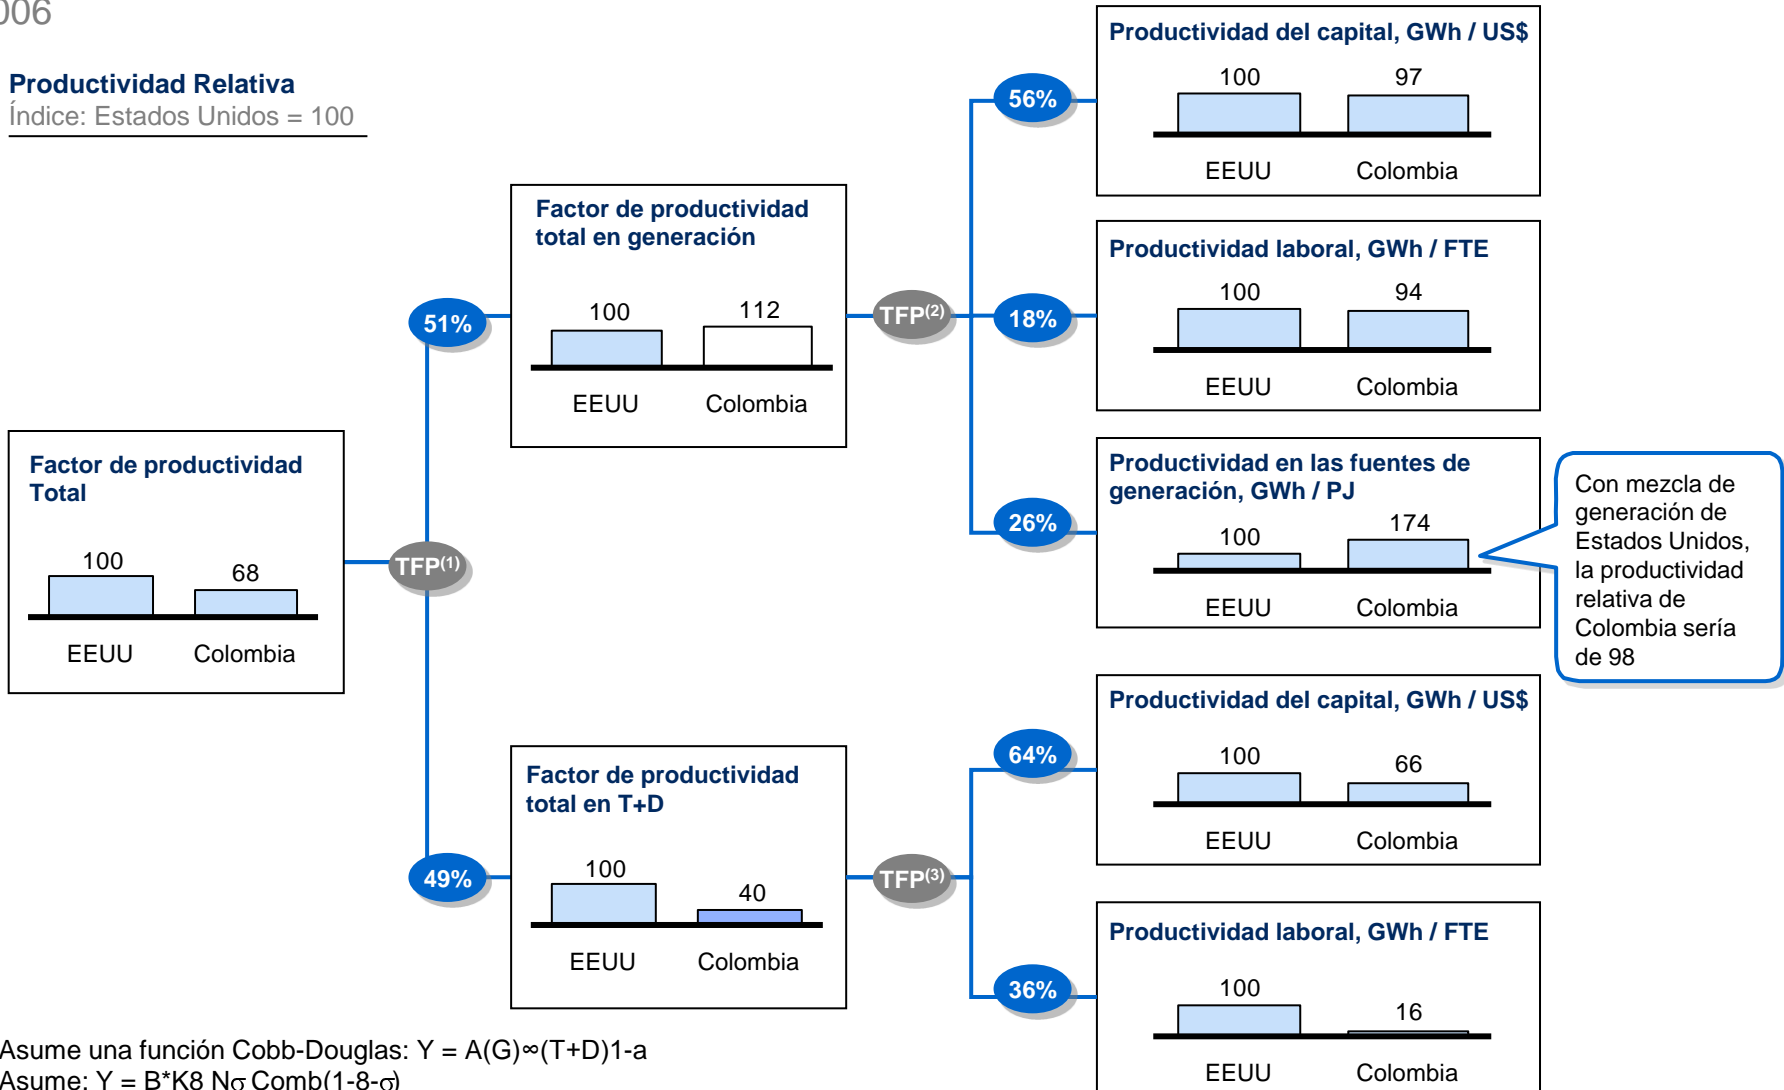 006
Productividad Relativa
Índice: Estados Unidos = 100
Factor de productividad
Total
100
68
EEUU
Colombia
TFP(1)
51%
49%
Factor de productividad
total en generación
100
112
EEUU
Colombia
TFP(2)
Factor de productividad
total en T+D
100
40
EEUU
Colombia
TFP(3)
56%
Productividad del capital, GWh / US$
100
97
EEUU
Colombia
18%
Productividad laboral, GWh / FTE
100
94
EEUU
Colombia
26%
Productividad en las fuentes de
generación, GWh / PJ
100
174
EEUU
Colombia
Con mezcla de
generación de
Estados Unidos,
la productividad
relativa de
Colombia sería
de 98
64%
Productividad del capital, GWh / US$
100
66
EEUU
Colombia
36%
Productividad laboral, GWh / FTE
100
16
EEUU
Colombia
Asume una función Cobb-Douglas: Y = A(G)∞(T+D)1-a
Asume: Y = B*K8 Nσ Comb(1-8-σ)